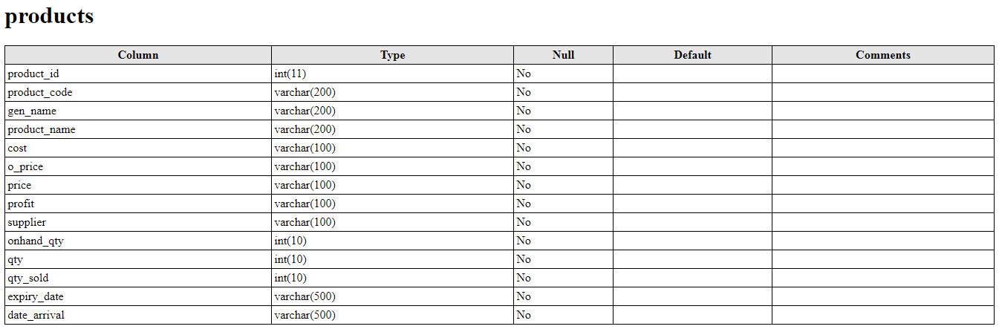 products
Column Type Null Default Comments
product_id int(11) No
product_code varchar(200) No
gen_name varchar(200) No
product_name varchar(200) No
cost varchar(100) No
o_price varchar(100) No
price varchar(100) No
profit varchar(100) No
supplier varchar(100) No
onhand_qty int(10) No
qty int(10) No
qty_sold int(10) No
expiry_date varchar(500) No
date_arrival varchar(500) No